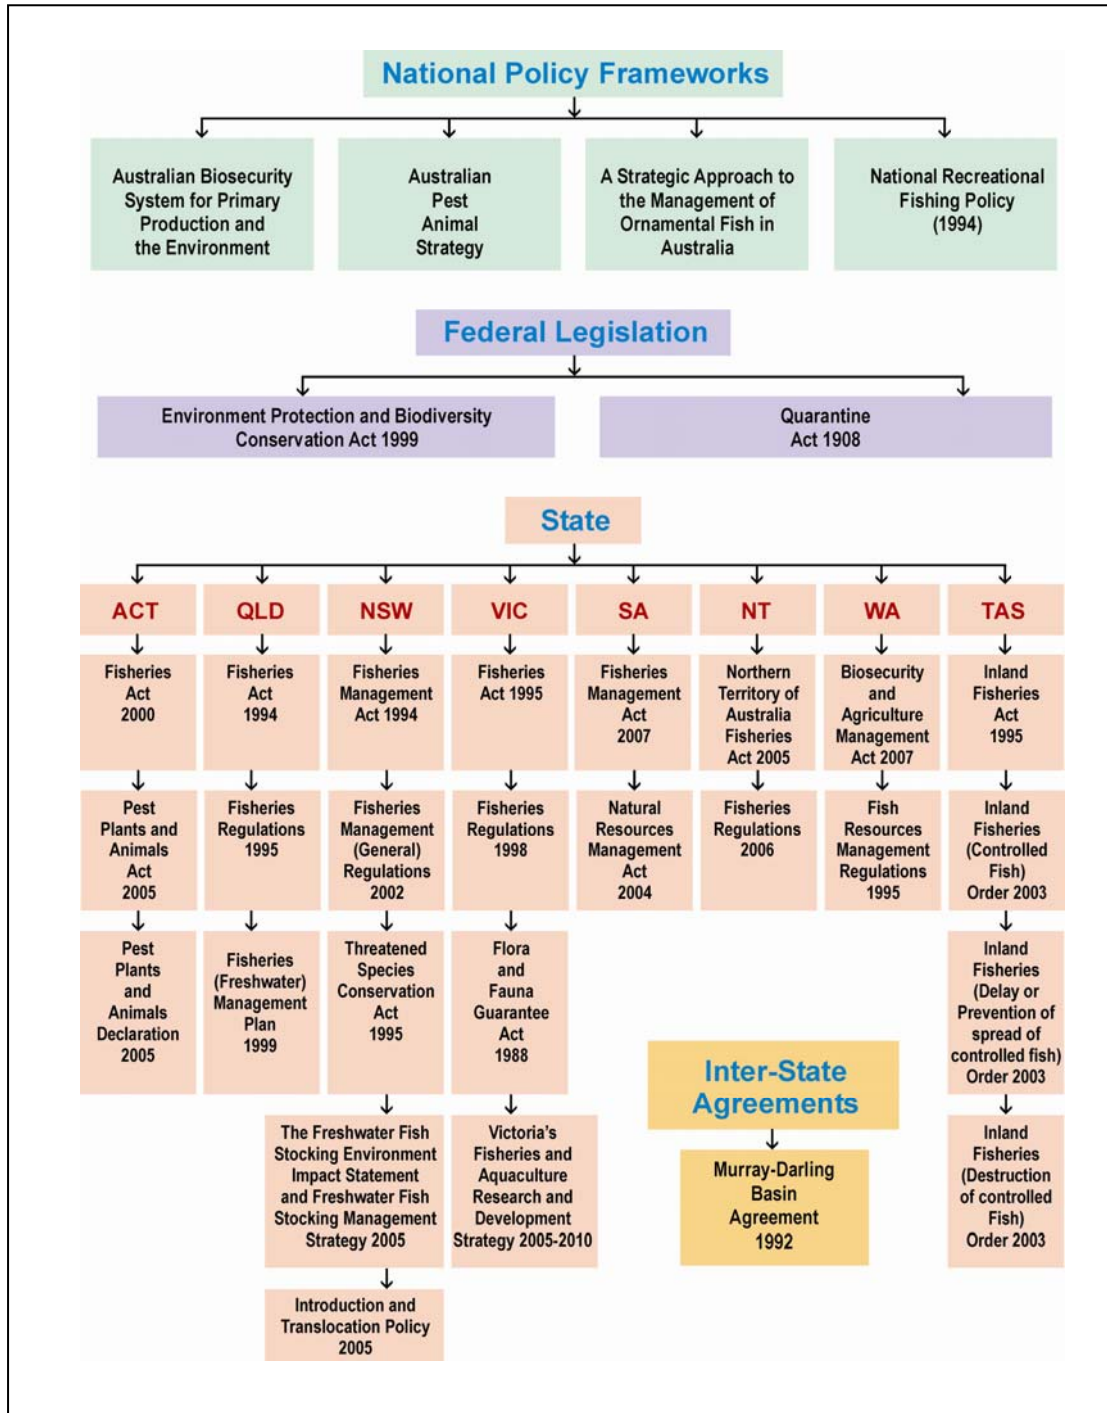 National Policy Frameworks
Australian Biosecurity
System for Primary
Production and
the Environment
Australian
Pest
Animal
Strategy
A Strategic Approach to
the Management of
Ornamental Fish in
Australia
National Recreational
Fishing Policy
(1994)
Federal Legislation
Environment Protection and Biodiversity
Conservation Act 1999
Quarantine
Act 1908
State
ACT
QLD
NSW
VIC
SA
NT
WA
TAS
Fisheries
Act
2000
Fisheries
Act
1994
Fisheries
Management
Act 1994
Fisheries
Act 1995
Fisheries
Management
Act
2007
Northern
Territory of
Australia
Fisheries
Act 2005
Biosecurity
and
Agriculture
Management
Act 2007
Inland
Fisheries
Act
1995
Pest
Plants and
Animals
Act
2005
Fisheries
Regulations
1995
Fisheries
Management
(General)
Regulations
2002
Fisheries
Regulations
1998
Natural
Resources
Management
Act
2004
Fisheries
Regulations
2006
Fish
Resources
Management
Regulations
1995
Inland
Fisheries
(Controlled
Fish)
Order 2003
Pest
Plants
and
Animals
Declaration
2005
Fisheries
(Freshwater)
Management
Plan
1999
Threatened
Species
Conservation
Act
1995
Flora
and
Fauna
Guarantee
Act
1988
Inland
Fisheries
(Delay or
Prevention of
spread of
controlled fish)
Order 2003
Inter-State
Agreements
The Freshwater Fish
Stocking Environment
Impact Statement
and Freshwater Fish
Stocking Management
Strategy 2005
Victoria's
Fisheries and
Aquaculture
Research and
Development
Strategy 2005-2010
Murray-Darling
Basin
Agreement
1992
Inland
Fisheries
(Destruction
of controlled
Fish)
Order 2003
Introduction and
Translocation Policy
2005